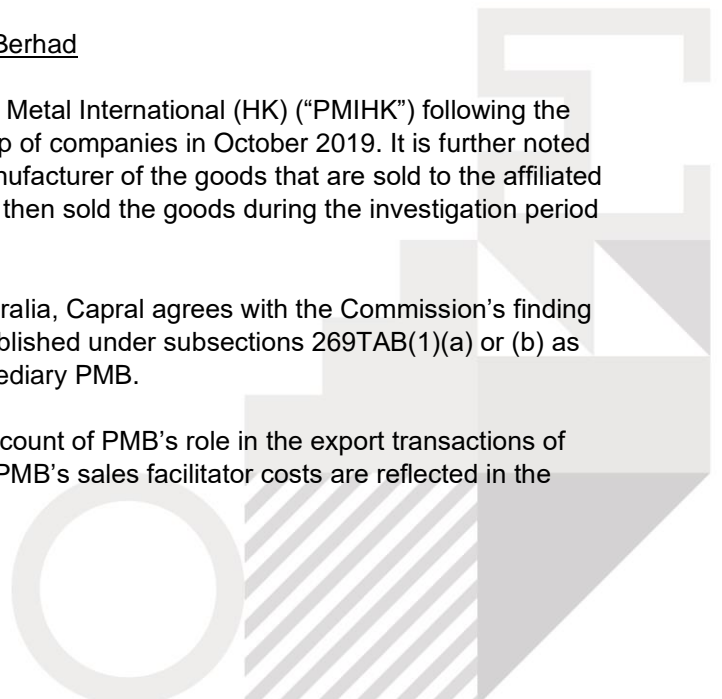 Berhad
Metal International (HK) (“PMIHK”) following the
p of companies in October 2019. It is further noted
nufacturer of the goods that are sold to the affiliated
then sold the goods during the investigation period
ralia, Capral agrees with the Commission’s finding
blished under subsections 269TAB(1)(a) or (b) as
ediary PMB.
count of PMB’s role in the export transactions of
PMB’s sales facilitator costs are reflected in the